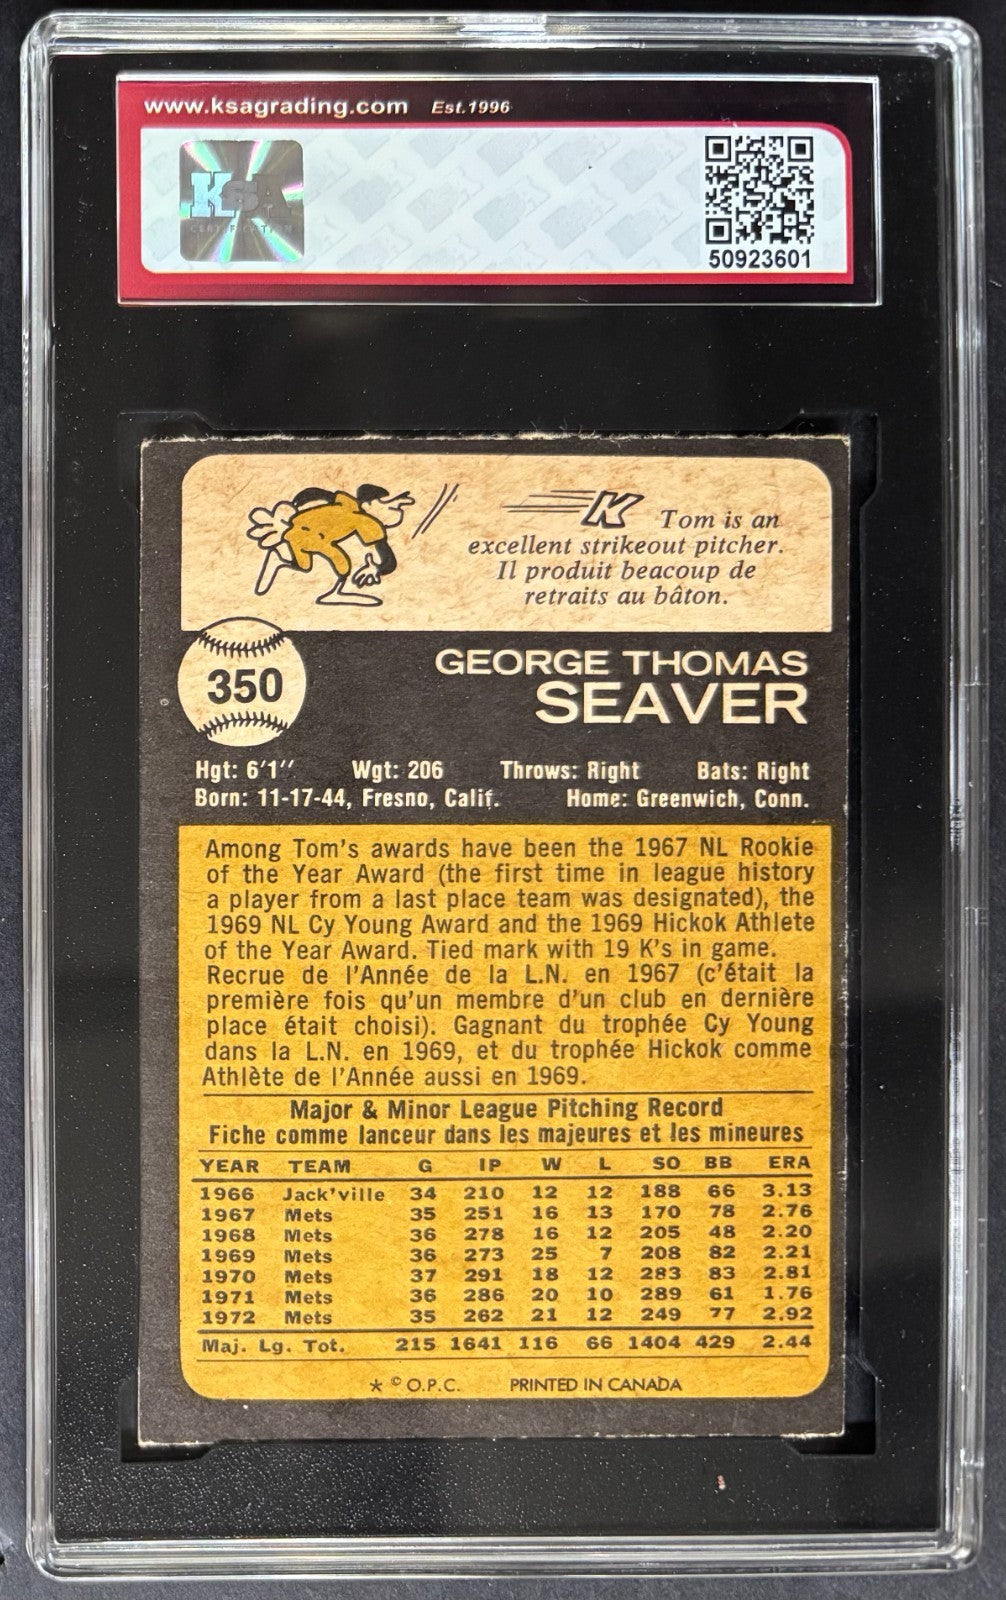 www.ksagrading.com Est.1996
KSA
CERTIFICATION
50923601
K Tom is an
excellent strikeout pitcher.
Il produit beacoup de
retraits au bâton.
350
GEORGE THOMAS
SEAVER
Hgt: 6'1'' Wgt: 206 Throws: Right Bats: Right
Born: 11-17-44, Fresno, Calif. Home: Greenwich, Conn.
Among Tom's awards have been the 1967 NL Rookie
of the Year Award (the first time in league history
a player from a last place team was designated), the
1969 NL Cy Young Award and the 1969 Hickok Athlete
of the Year Award. Tied mark with 19 K's in game.
Recrue de l'Année de la L.N. en 1967 (c'était la
première fois qu'un membre d'un club en dernière
place était choisi). Gagnant du trophée Cy Young
dans la L.N. en 1969, et du trophée Hickok comme
Athlète de l'Année aussi en 1969.
Major & Minor League Pitching Record
Fiche comme lanceur dans les majeures et les mineures
YEAR TEAM G IP W L SO BB ERA
1966 Jack'ville 34 210 12 12 188 66 3.13
1967 Mets 35 251 16 13 170 78 2.76
1968 Mets 36 278 16 12 205 48 2.20
1969 Mets 36 273 25 7 208 82 2.21
1970 Mets 37 291 18 12 283 83 2.81
1971 Mets 36 286 20 10 289 61 1.76
1972 Mets 35 262 21 12 249 77 2.92
Maj. Lg. Tot. 215 1641 116 66 1404 429 2.44
* © O.P.C. PRINTED IN CANADA